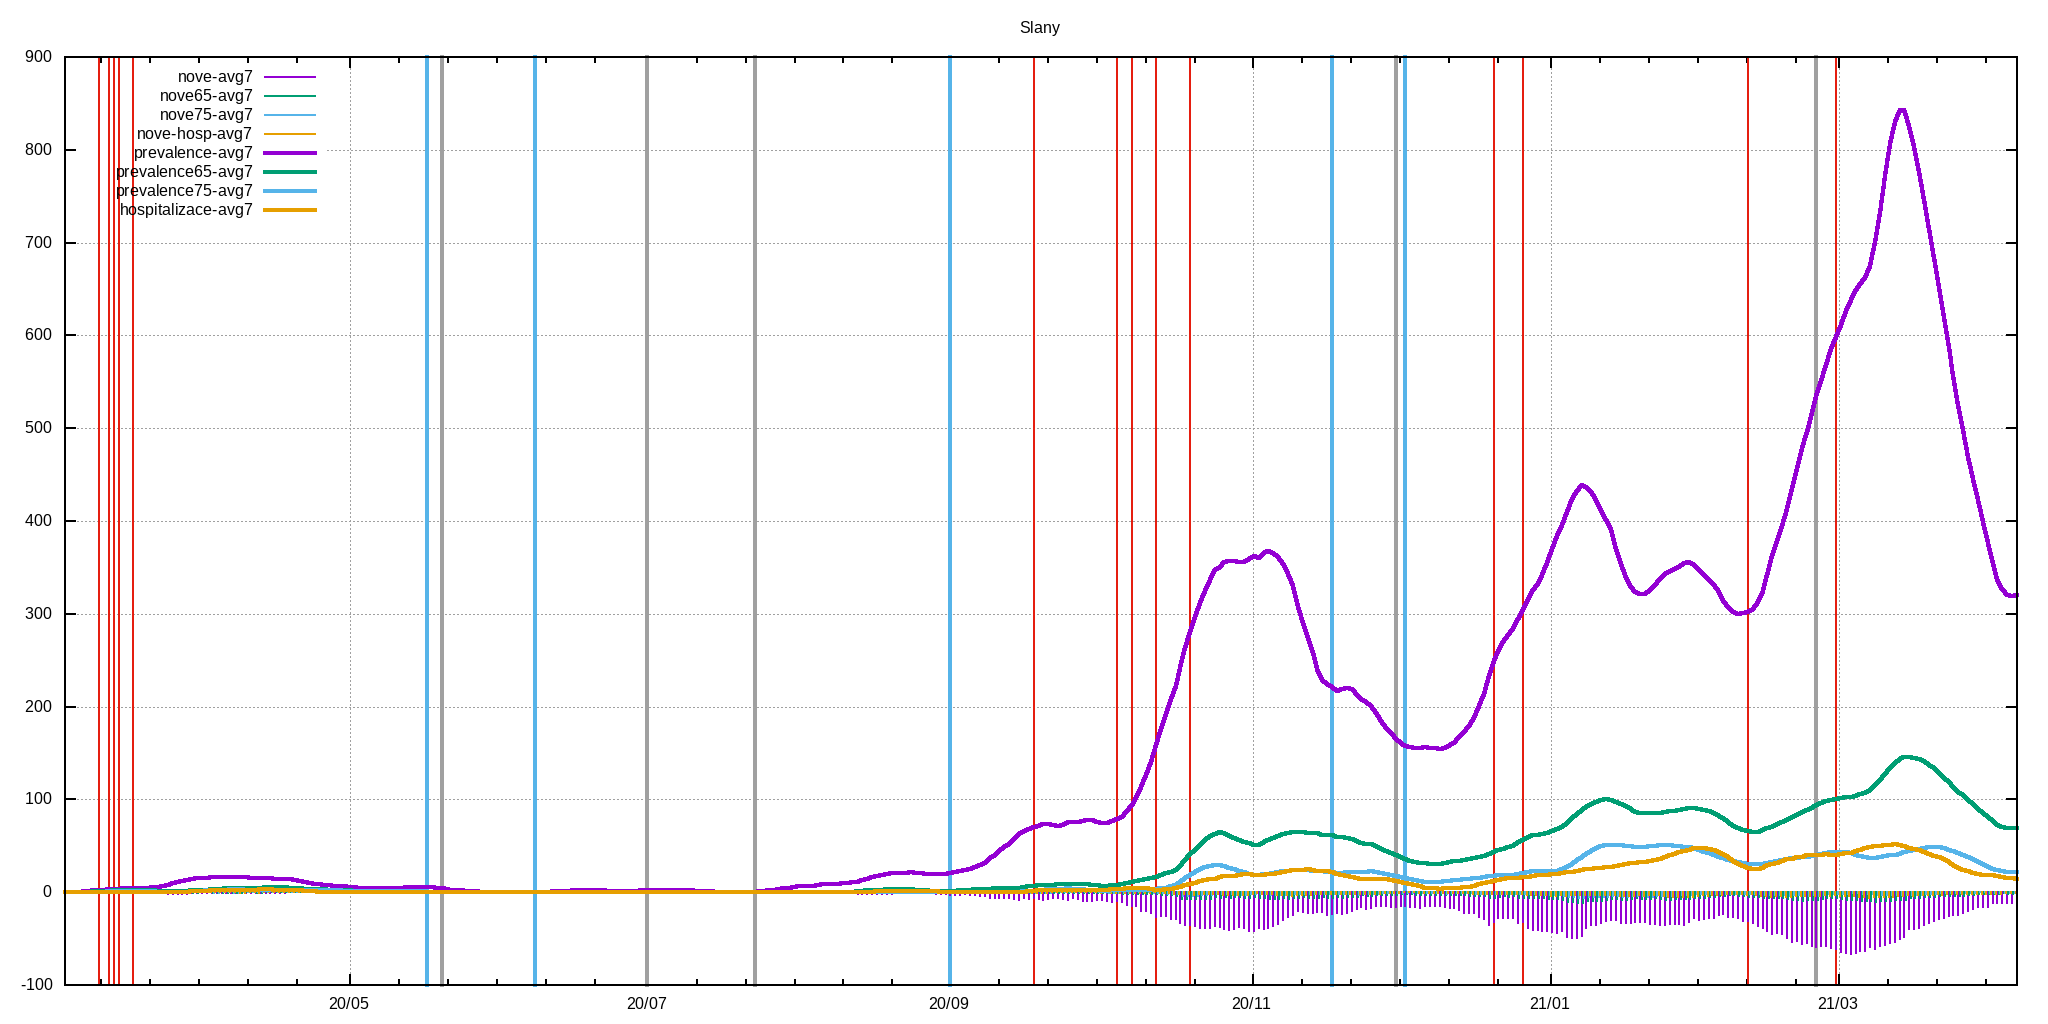 Slany
900
800
700
600
500
400
300
200
100
0
-100
nove-avg7
nove65-avg7
nove75-avg7
nove-hosp-avg7
prevalence-avg7
prevalence65-avg7
prevalence75-avg7
hospitalizace-avg7
20/05 20/07 20/09 20/11 21/01 21/03